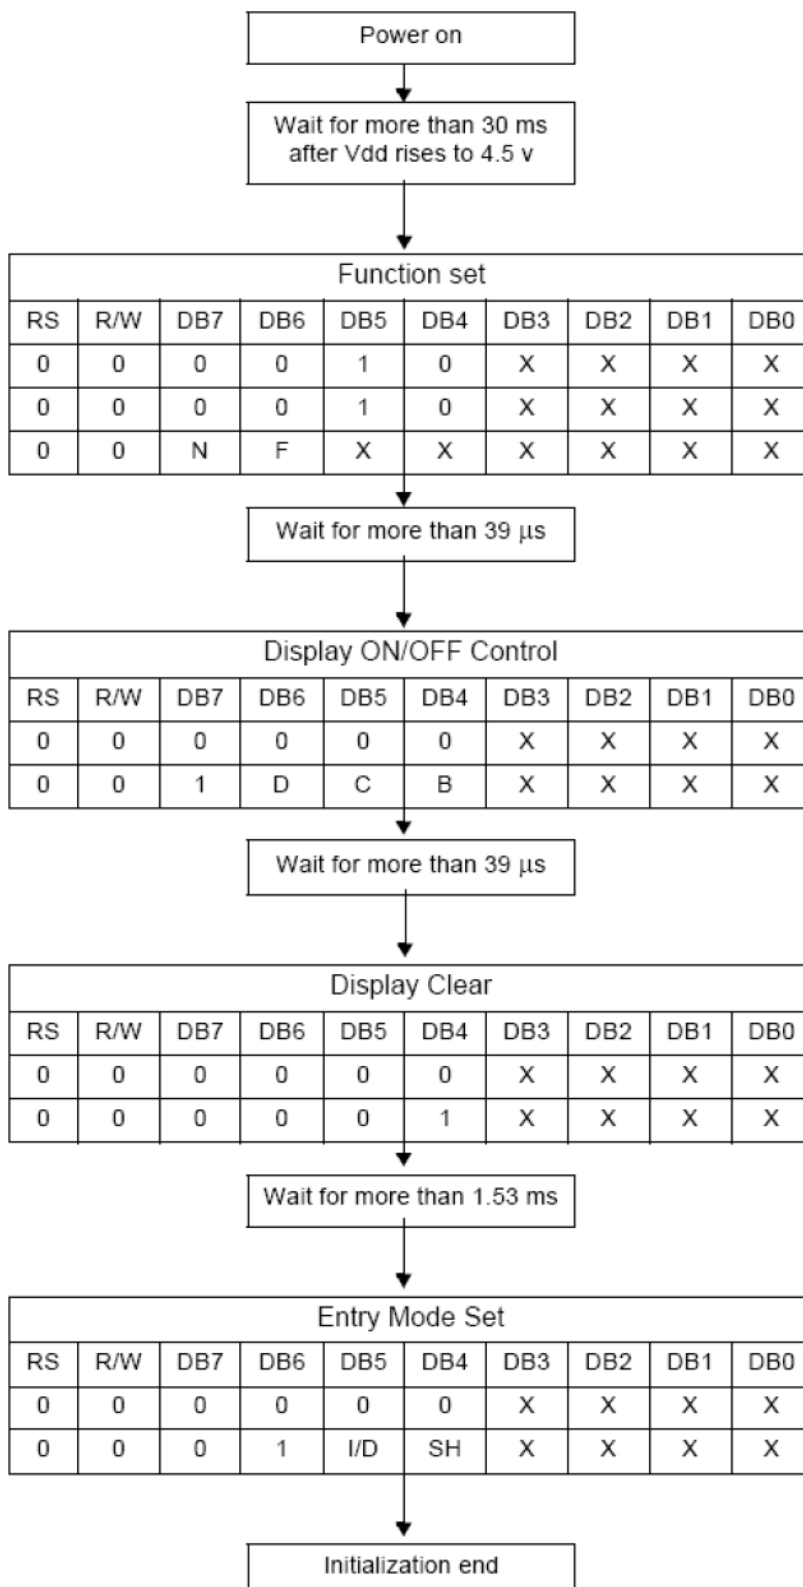 Power on
Wait for more than 30 ms
after Vdd rises to 4.5 v
Function set
RS R/W DB7 DB6 DB5 DB4 DB3 DB2 DB1 DB0
0 0 0 0 1 0 X X X X
0 0 0 0 1 0 X X X X
0 0 N F X X X X X X
Wait for more than 39 μs
Display ON/OFF Control
RS R/W DB7 DB6 DB5 DB4 DB3 DB2 DB1 DB0
0 0 0 0 0 0 X X X X
0 0 1 D C B X X X X
Wait for more than 39 μs
Display Clear
RS R/W DB7 DB6 DB5 DB4 DB3 DB2 DB1 DB0
0 0 0 0 0 0 X X X X
0 0 0 0 0 1 X X X X
Wait for more than 1.53 ms
Entry Mode Set
RS R/W DB7 DB6 DB5 DB4 DB3 DB2 DB1 DB0
0 0 0 0 0 0 X X X X
0 0 0 1 I/D SH X X X X
Initialization end